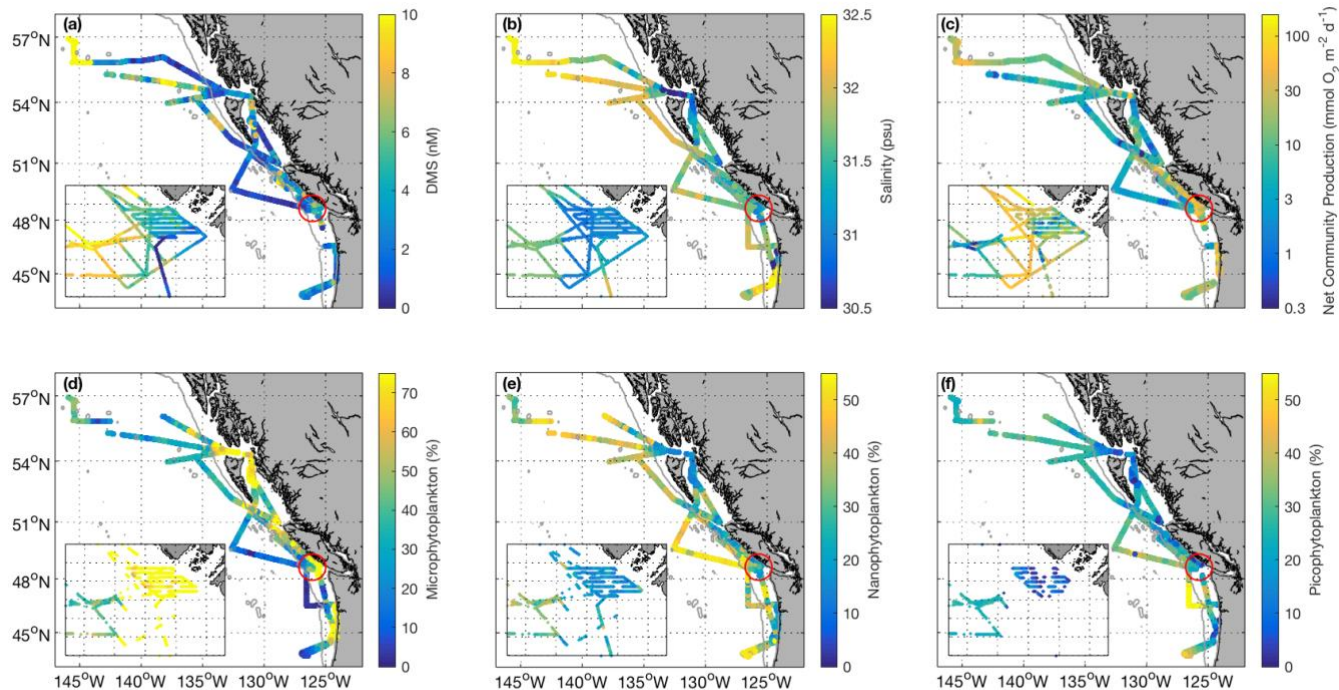 (a)
57°N
54°N
51°N
48°N
45°N
10
8
6
4
2
0
DMS (nM)
(b)
32.5
32
31.5
31
30.5
Salinity (psu)
(c)
100
30
10
3
1
0.3
Net Community Production (mmol O₂ m⁻² d⁻¹)
(d)
57°N
54°N
51°N
48°N
45°N
145°W 140°W 135°W 130°W 125°W
70
60
50
40
30
20
10
0
Microphytoplankton (%)
(e)
145°W 140°W 135°W 130°W 125°W
50
40
30
20
10
0
Nanophytoplankton (%)
(f)
145°W 140°W 135°W 130°W 125°W
50
40
30
20
10
0
Picophytoplankton (%)